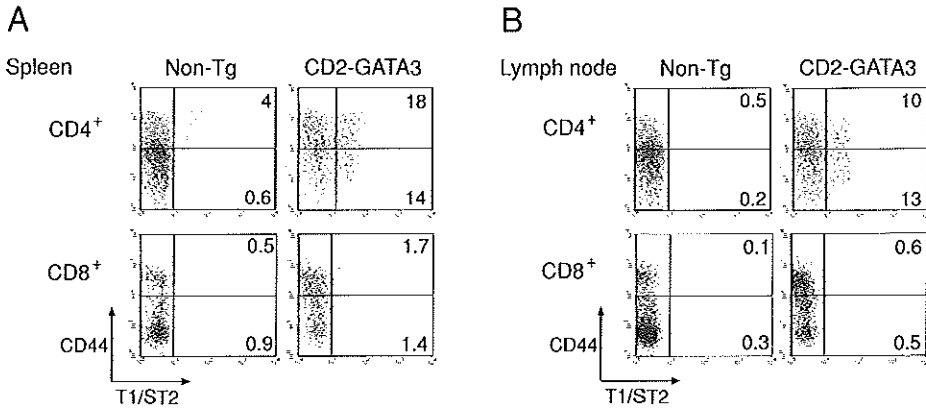 A
B
Spleen
Non-Tg
CD2-GATA3
Lymph node
Non-Tg
CD2-GATA3
CD4+
4
0.6
18
14
CD4+
0.5
0.2
10
13
CD8+
0.5
0.9
1.7
1.4
CD8+
0.1
0.3
0.6
0.5
CD44
T1/ST2
CD44
T1/ST2